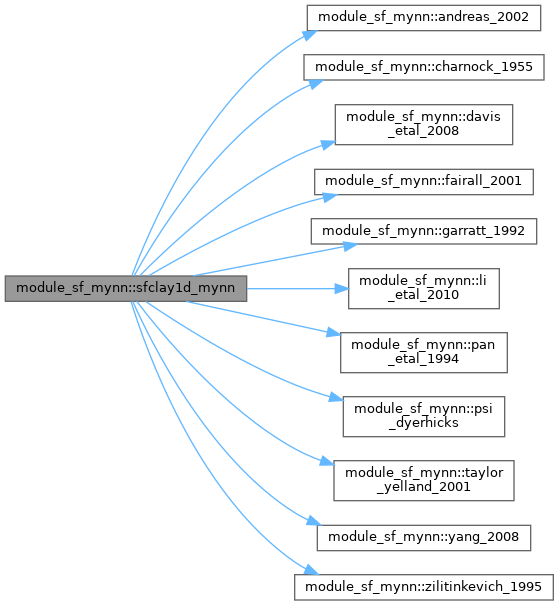 module_sf_mynn::andreas_2002
module_sf_mynn::charnock_1955
module_sf_mynn::davis
_etal_2008
module_sf_mynn::fairall_2001
module_sf_mynn::garratt_1992
module_sf_mynn::sfclay1d_mynn
module_sf_mynn::li
_etal_2010
module_sf_mynn::pan
_etal_1994
module_sf_mynn::psi
_dyerhicks
module_sf_mynn::taylor
_yelland_2001
module_sf_mynn::yang_2008
module_sf_mynn::zilitinkevich_1995